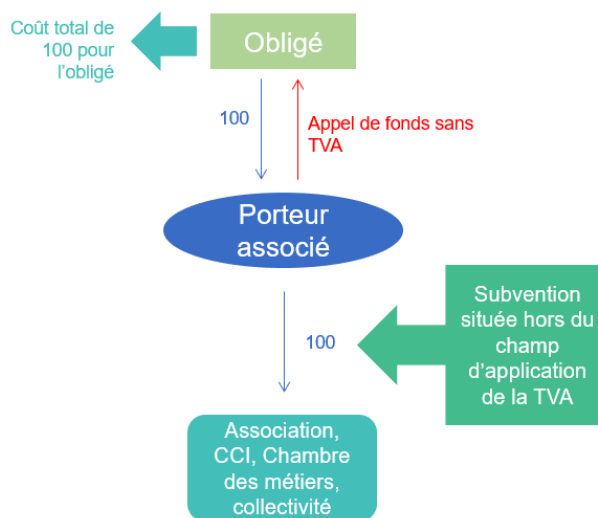 Coût total de
100 pour
l'obligé
Obligé
100
Appel de fonds sans
TVA
Porteur
associé
100
Subvention
située hors du
champ
d'application
de la TVA
Association,
CCI, Chambre
des métiers,
collectivité